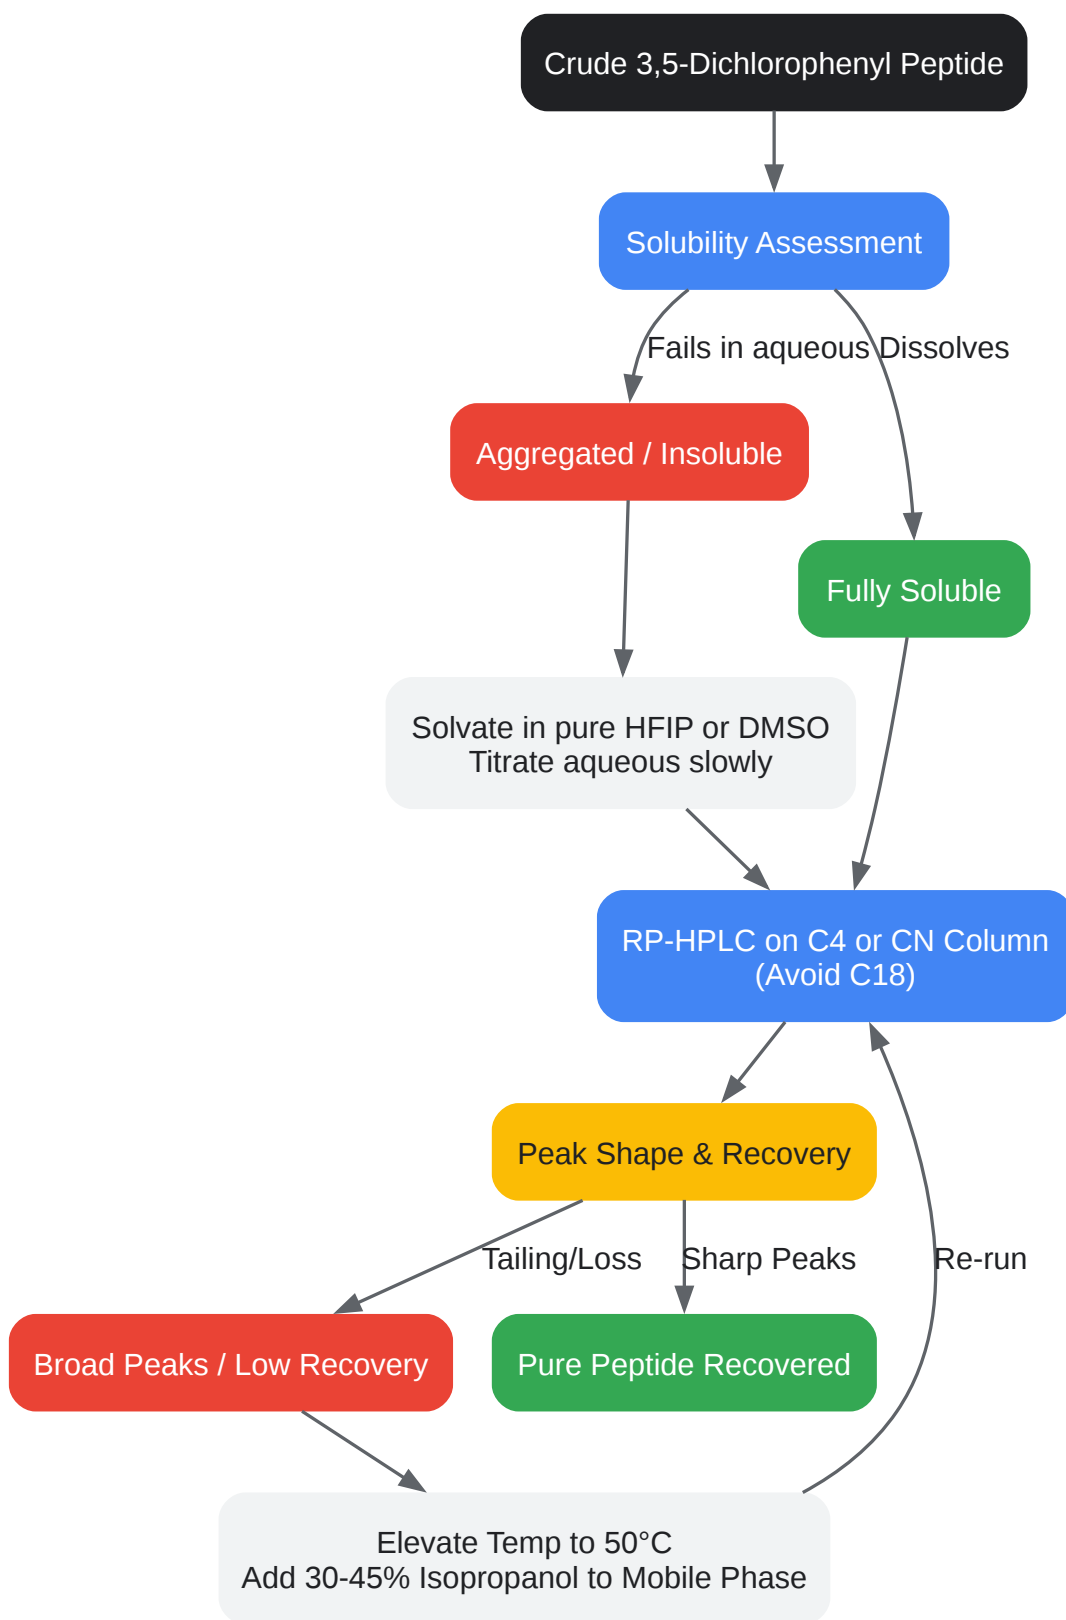 Crude 3,5-Dichlorophenyl Peptide
Solubility Assessment
Fails in aqueous
Dissolves
Aggregated / Insoluble
Fully Soluble
Solvate in pure HFIP or DMSO
Titrate aqueous slowly
RP-HPLC on C4 or CN Column
(Avoid C18)
Peak Shape & Recovery
Tailing/Loss
Sharp Peaks
Re-run
Broad Peaks / Low Recovery
Pure Peptide Recovered
Elevate Temp to 50°C
Add 30-45% Isopropanol to Mobile Phase